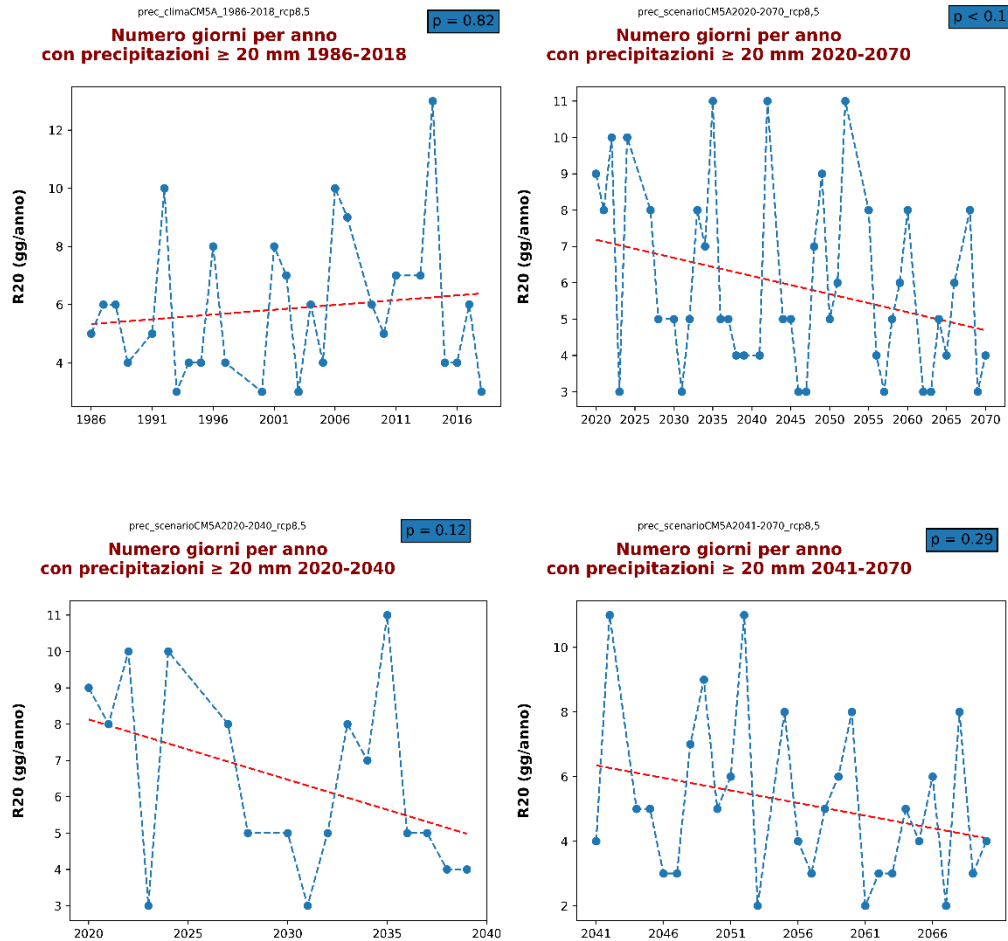 prec_climaCM5A_1986-2018_rcp8,5
p = 0.82
Numero giorni per anno
con precipitazioni ≥ 20 mm 1986-2018
R20 (gg/anno)
12
10
8
6
4
1986 1991 1996 2001 2006 2011 2016
prec_scenarioCM5A2020-2070_rcp8,5
p < 0.1
Numero giorni per anno
con precipitazioni ≥ 20 mm 2020-2070
R20 (gg/anno)
11
10
9
8
7
6
5
4
3
2020 2025 2030 2035 2040 2045 2050 2055 2060 2065 2070
prec_scenarioCM5A2020-2040_rcp8,5
p = 0.12
Numero giorni per anno
con precipitazioni ≥ 20 mm 2020-2040
R20 (gg/anno)
11
10
9
8
7
6
5
4
3
2020 2025 2030 2035 2040
prec_scenarioCM5A2041-2070_rcp8,5
p = 0.29
Numero giorni per anno
con precipitazioni ≥ 20 mm 2041-2070
R20 (gg/anno)
10
8
6
4
2
2041 2046 2051 2056 2061 2066